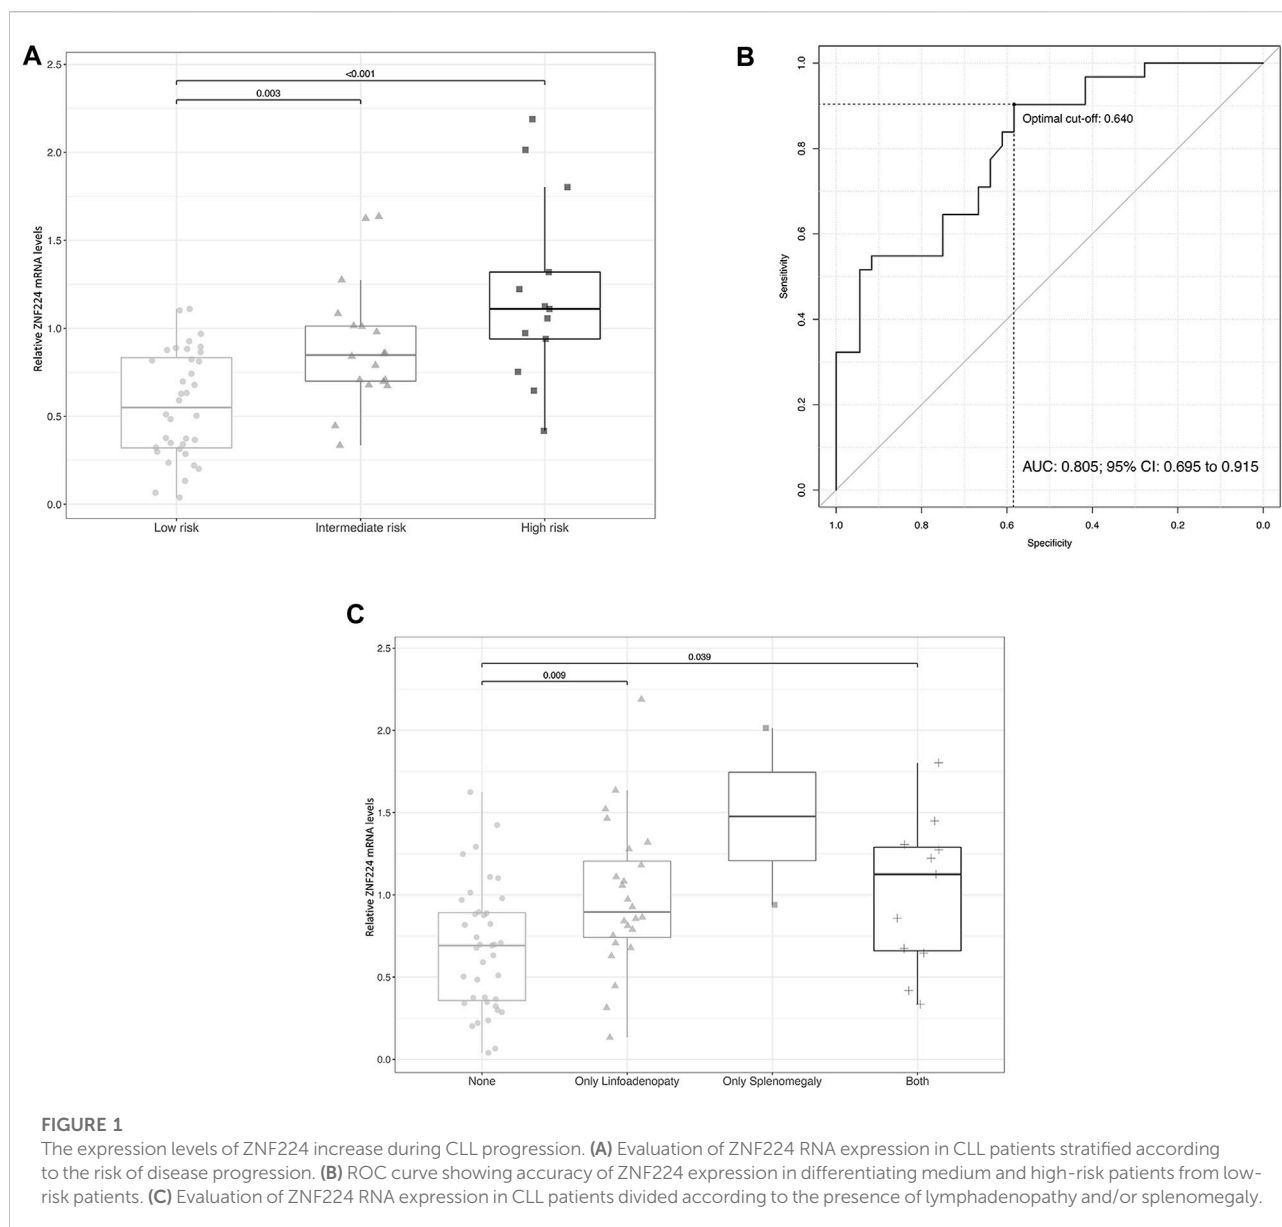 A
2.5
2.0
1.5
1.0
0.5
0.0
Relative ZNF224 mRNA levels
<0.001
0.003
Low risk
Intermediate risk
High risk
B
1.0
0.8
0.6
0.4
0.2
0.0
Sensitivity
Optimal cut-off: 0.640
AUC: 0.805; 95% CI: 0.695 to 0.915
1.0
0.8
0.6
0.4
0.2
0.0
Specificity
C
2.5
2.0
1.5
1.0
0.5
0.0
Relative ZNF224 mRNA levels
0.039
0.009
None
Only Linfoadenopaty
Only Splenomegaly
Both
FIGURE 1
The expression levels of ZNF224 increase during CLL progression. (A) Evaluation of ZNF224 RNA expression in CLL patients stratified according
to the risk of disease progression. (B) ROC curve showing accuracy of ZNF224 expression in differentiating medium and high-risk patients from low-
risk patients. (C) Evaluation of ZNF224 RNA expression in CLL patients divided according to the presence of lymphadenopathy and/or splenomegaly.